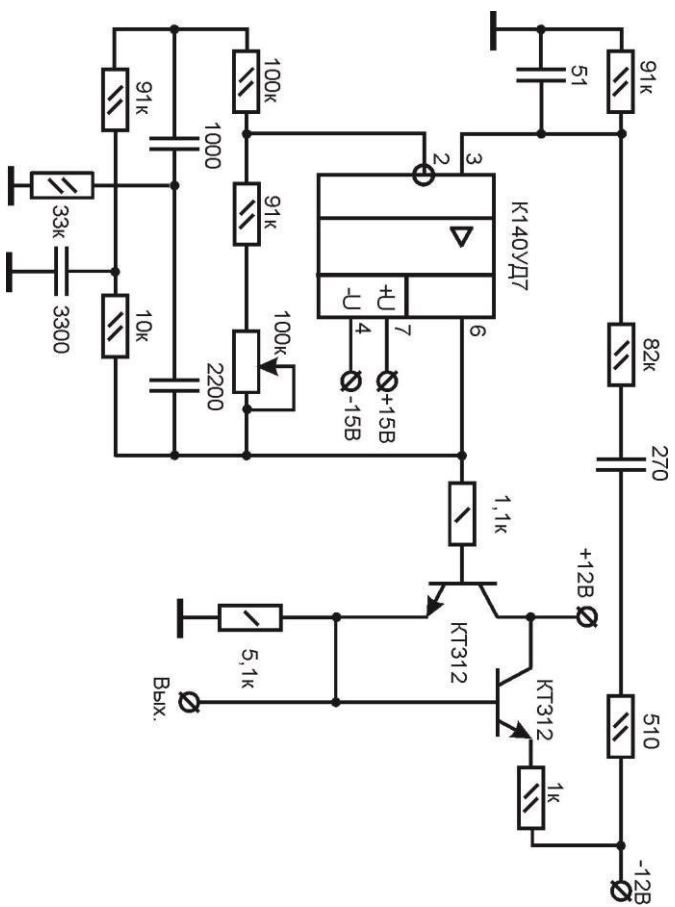 91к
82к
270
510
-12В
51
+12В
1к
КТ312
К140УД7
1,1к
3
6
КТ312
2
+U
7
+15В
-U
4
-15В
100к
100к
91к
5,1к
1000
2200
Вых.
91к
10к
33к
3300